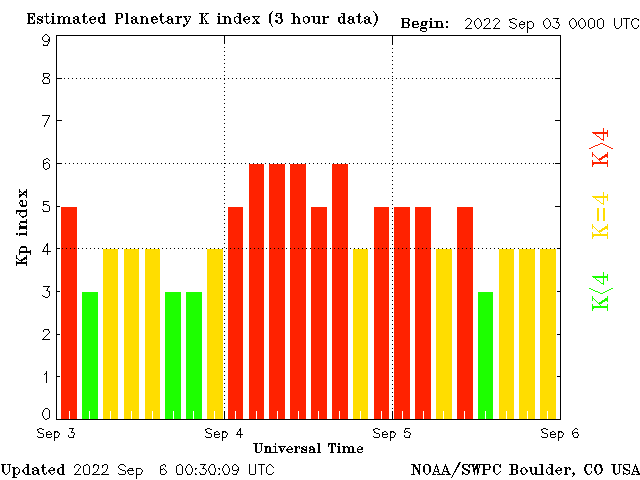 Estimated Planetary K index (3 hour data)
Begin: 2022 Sep 03 0000 UTC
9
8
7
6
5
4
3
2
1
0
Kp index
K>4
K=4
K<4
Sep 3
Sep 4
Sep 5
Sep 6
Universal Time
Updated 2022 Sep 6 00:30:09 UTC
NOAA/SWPC Boulder, CO USA